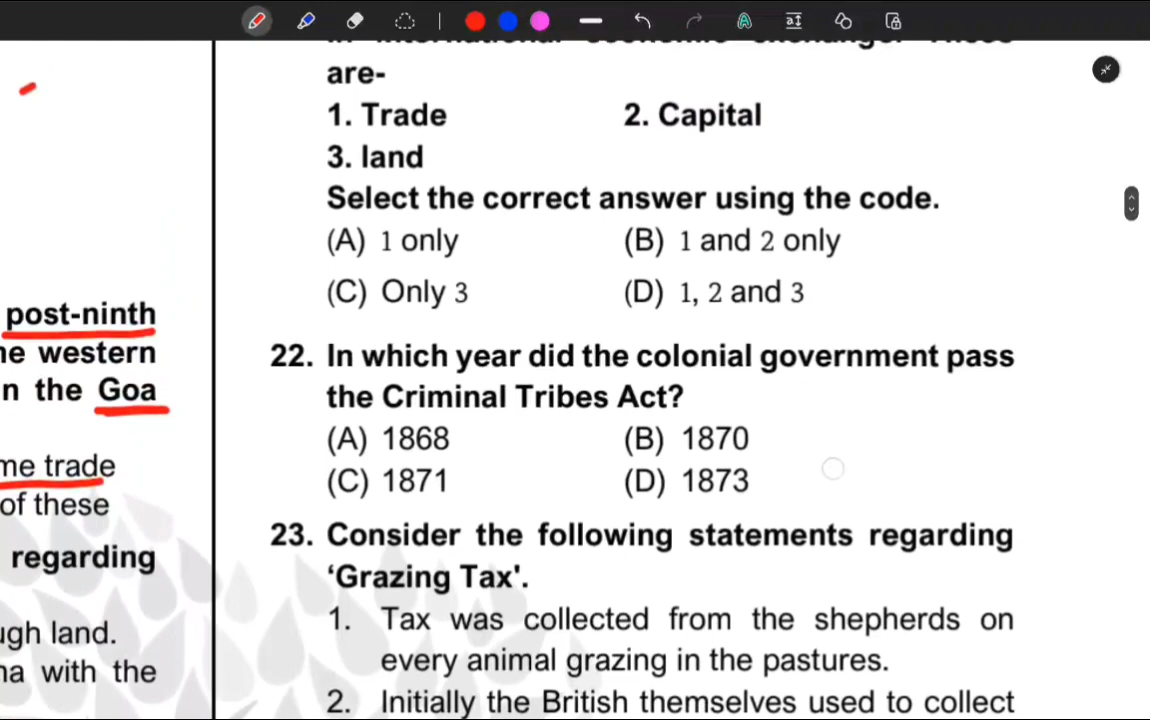 are-
1. Trade 2. Capital
3. land
Select the correct answer using the code.
(A) 1 only (B) 1 and 2 only
(C) Only 3 (D) 1, 2 and 3
22. In which year did the colonial government pass
the Criminal Tribes Act?
(A) 1868 (B) 1870
(C) 1871 (D) 1873
23. Consider the following statements regarding
‘Grazing Tax'.
1. Tax was collected from the shepherds on
every animal grazing in the pastures.
2. Initially the British themselves used to collect
post-ninth
western
n the Goa
trade
of these
regarding
land.
with the